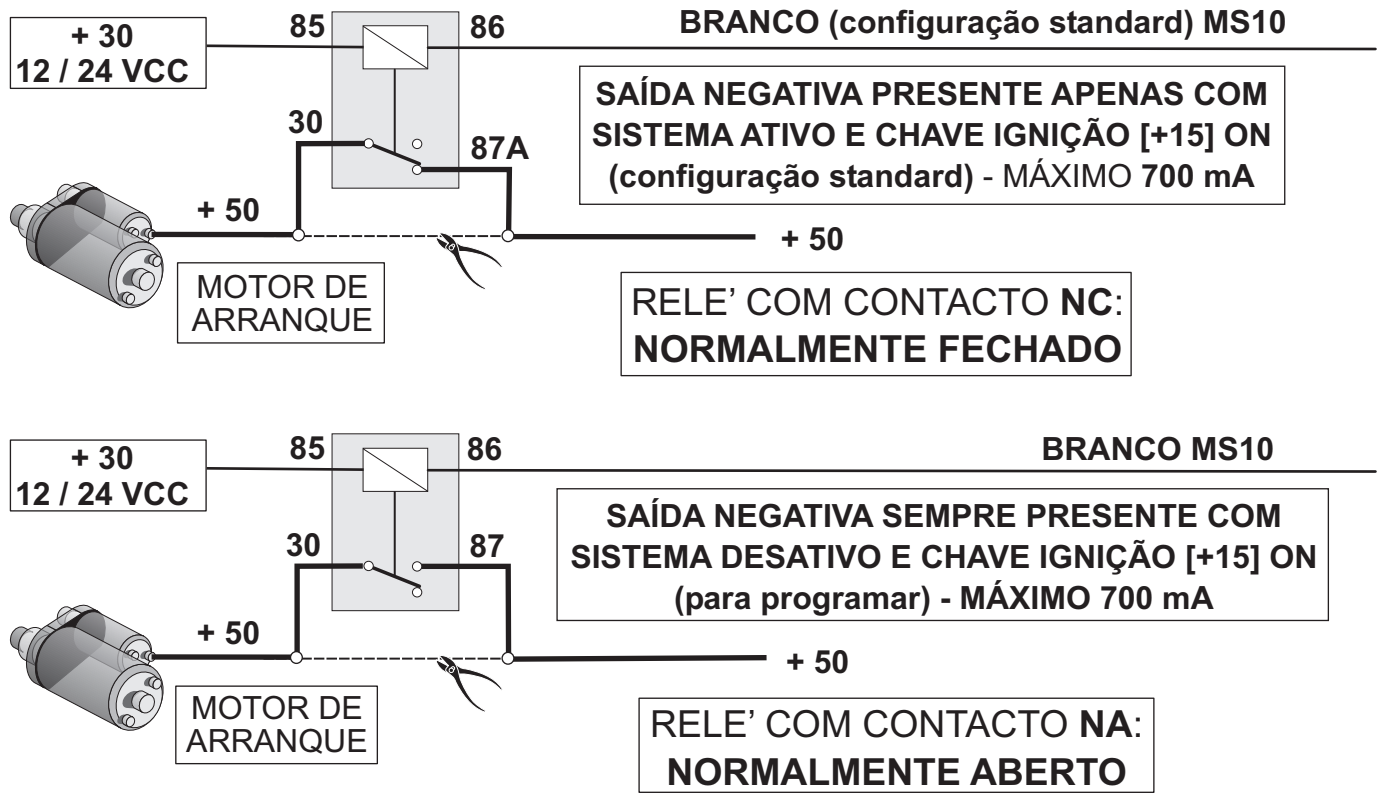 + 30
12 / 24 VCC
85
86
BRANCO (configuração standard) MS10
SAÍDA NEGATIVA PRESENTE APENAS COM
SISTEMA ATIVO E CHAVE IGNIÇÃO [+15] ON
(configuração standard) - MÁXIMO 700 mA
30
87A
+ 50
+ 50
MOTOR DE
ARRANQUE
RELE’ COM CONTACTO NC:
NORMALMENTE FECHADO
+ 30
12 / 24 VCC
85
86
BRANCO MS10
SAÍDA NEGATIVA SEMPRE PRESENTE COM
SISTEMA DESATIVO E CHAVE IGNIÇÃO [+15] ON
(para programar) - MÁXIMO 700 mA
30
87
+ 50
+ 50
MOTOR DE
ARRANQUE
RELE’ COM CONTACTO NA:
NORMALMENTE ABERTO